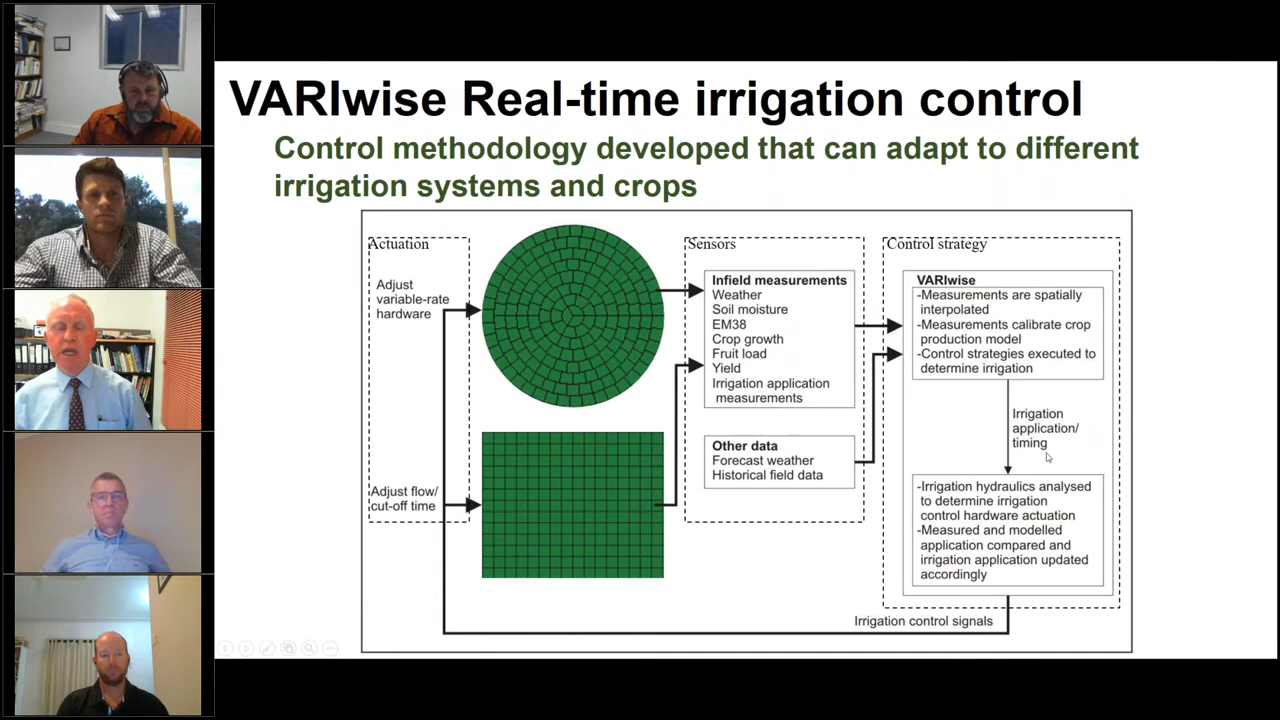 VARIwise Real-time irrigation control
Control methodology developed that can adapt to different
irrigation systems and crops
Actuation
Adjust
variable-rate
hardware
Adjust flow/
cut-off time
Sensors
Infield measurements
Weather
Soil moisture
EM38
Crop growth
Fruit load
Yield
Irrigation application
measurements
Other data
Forecast weather
Historical field data
Control strategy
VARIwise
-Measurements are spatially
interpolated
-Measurements calibrate crop
production model
-Control strategies executed to
determine irrigation
Irrigation
application/
timing
-Irrigation hydraulics analysed
to determine irrigation
control hardware actuation
-Measured and modelled
application compared and
irrigation application updated
accordingly
Irrigation control signals